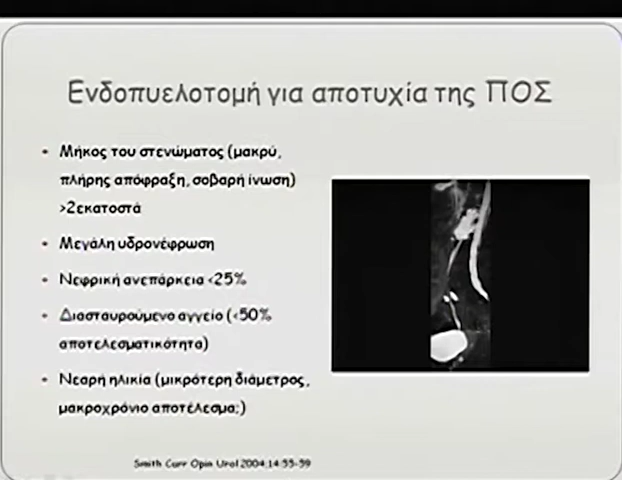 Ενδοπυελοτομή για αποτυχία της ΠΟΣ
• Μήκος του στενώματος (μακρύ,
πλήρης απόφραξη, σοβαρή ίνωση)
>2εκατοστά
• Μεγάλη υδρονέφρωση
• Νεφρική ανεπάρκεια <25%
• Διασταυρούμενο αγγείο (<50%
αποτελεσματικότητα)
• Νεαρή ηλικία (μικρότερη διάμετρος,
μακροχρόνιο αποτέλεσμα;)
Smith Curr Opin Urol 2004;14:55-59